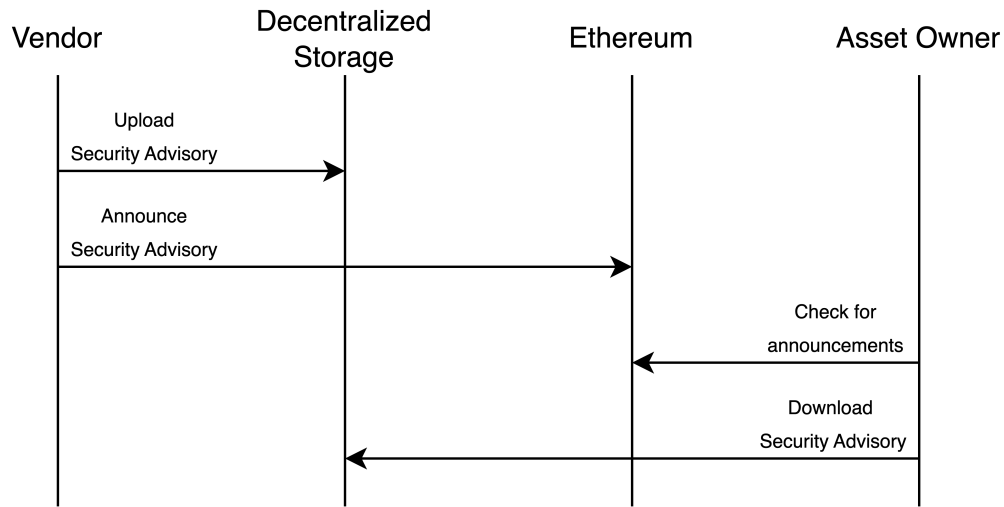 Vendor
Decentralized
Storage
Ethereum
Asset Owner
Upload
Security Advisory
Announce
Security Advisory
Check for
announcements
Download
Security Advisory